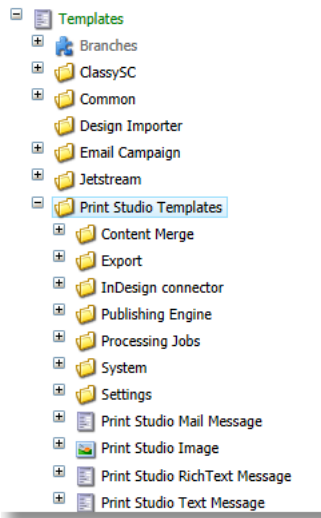 Templates
Branches
ClassySC
Common
Design Importer
Email Campaign
Jetstream
Print Studio Templates
Content Merge
Export
InDesign connector
Publishing Engine
Processing Jobs
System
Settings
Print Studio Mail Message
Print Studio Image
Print Studio RichText Message
Print Studio Text Message